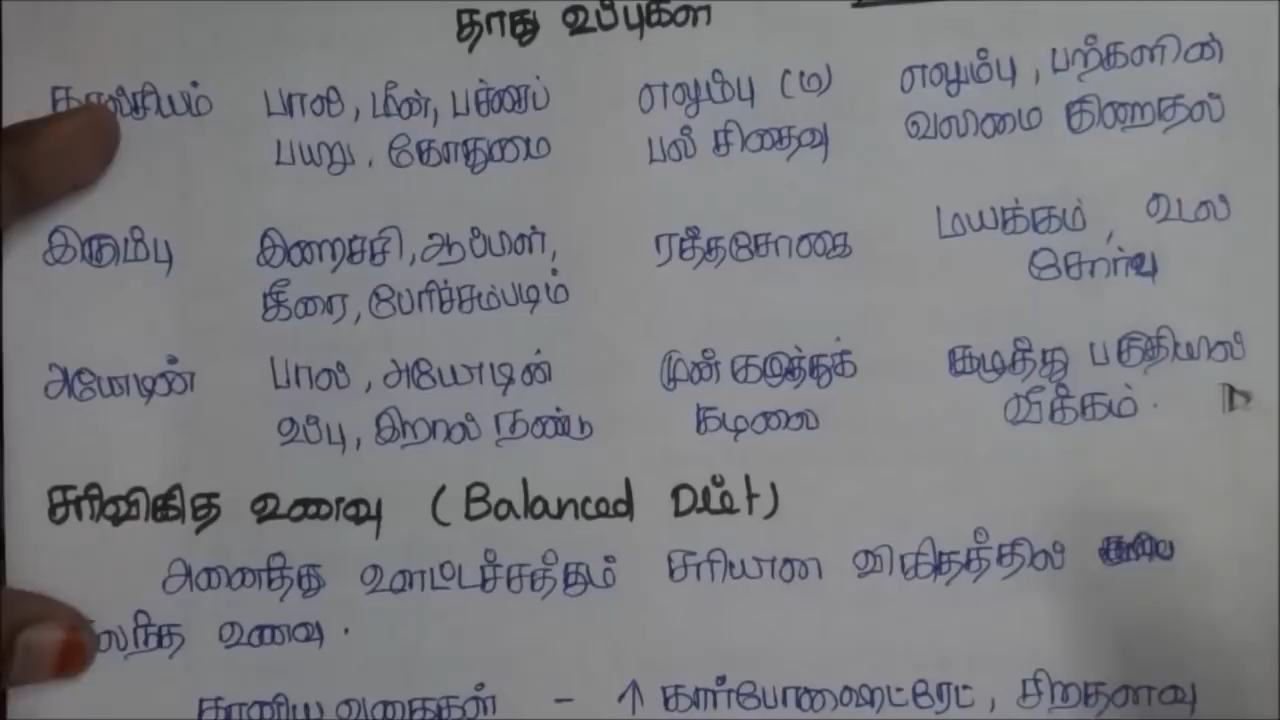 தாது உப்புகள்
கால்சியம் பால், மீன், பச்சைப் எலும்பு (ம) எலும்பு, பற்களின்
பயறு, கோதுமை பல் சிதைவு வலிமை குறைதல்
இரும்பு இறைச்சி, ஆப்பிள், ரத்தசோகை மயக்கம், உடல்
கீரை, பேரிச்சம்பழம் சோர்வு
அயோடின் பால், அயோடின் முன் கழுத்துக் கழுத்து பகுதியில்
உப்பு, இறால் நண்டு கழலை வீக்கம்.
சரிவிகித உணவு (Balanced Diet)
அனைத்து ஊட்டச்சத்தும் சரியான விகிதத்தில்
கலந்த உணவு.
தானிய வகைகள் - ↑ கார்போஹைட்ரேட், சிறிதளவு